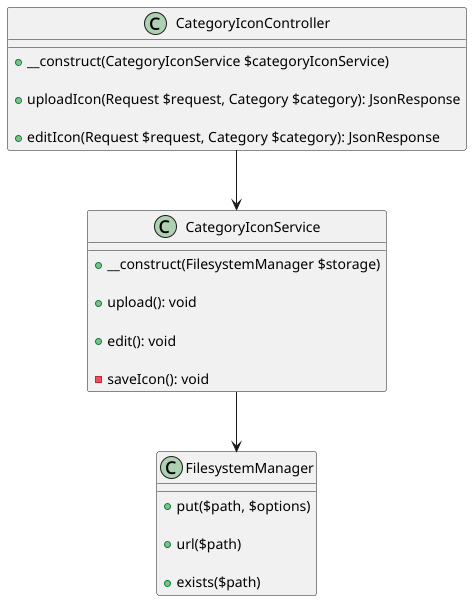 C CategoryIconController
__construct(CategoryIconService $categoryIconService)
uploadIcon(Request $request, Category $category): JsonResponse
editIcon(Request $request, Category $category): JsonResponse
C CategoryIconService
__construct(FilesystemManager $storage)
upload(): void
edit(): void
saveIcon(): void
C FilesystemManager
put($path, $options)
url($path)
exists($path)